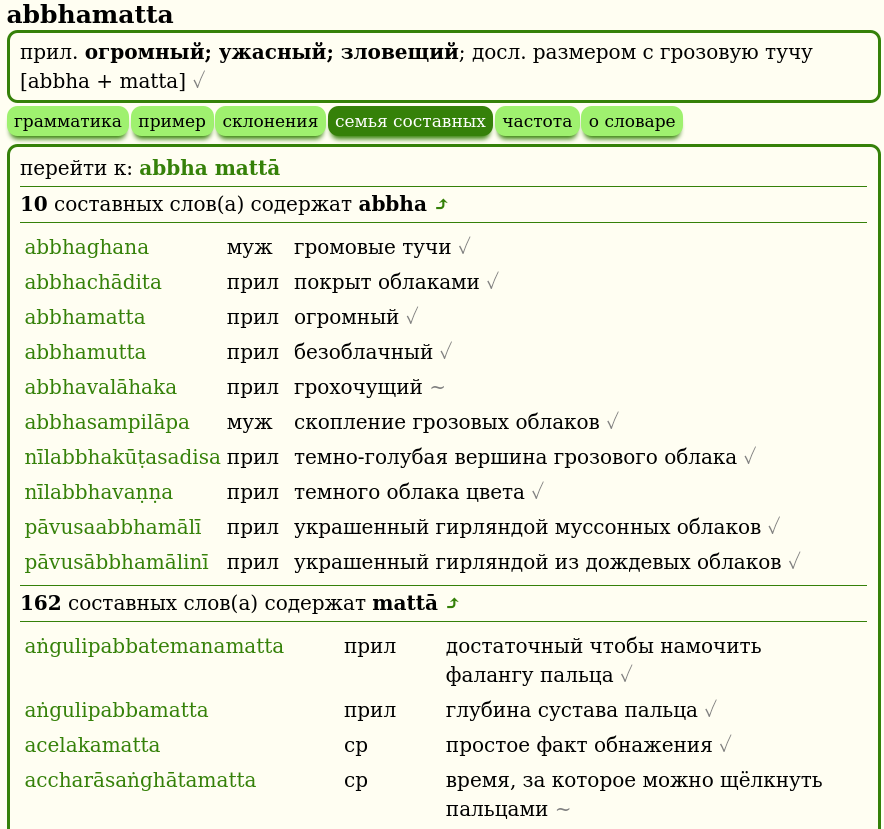 abbhamatta
прил. огромный; ужасный; зловещий; досл. размером с грозовую тучу
[abbha + matta] √
грамматика пример склонения семья составных частота о словаре
перейти к: abbha mattā
10 составных слов(а) содержат abbha ⤴
abbhaghana муж громовые тучи √
abbhachādita прил покрыт облаками √
abbhamatta прил огромный √
abbhamutta прил безоблачный √
abbhavalāhaka прил грохочущий ~
abbhasampilāpa муж скопление грозовых облаков √
nīlabbhakūṭasadisa прил темно-голубая вершина грозового облака √
nīlabbhavaṇṇa прил темного облака цвета √
pāvusaabbhamālī прил украшенный гирляндой муссонных облаков √
pāvusābbhamālinī прил украшенный гирляндой из дождевых облаков √
162 составных слов(а) содержат mattā ⤴
aṅgulipabbatemanamatta прил достаточный чтобы намочить
фалангу пальца √
aṅgulipabbamatta прил глубина сустава пальца √
acelakamatta ср простое факт обнажения √
accharāsaṅghātamatta ср время, за которое можно щёлкнуть
пальцами ~